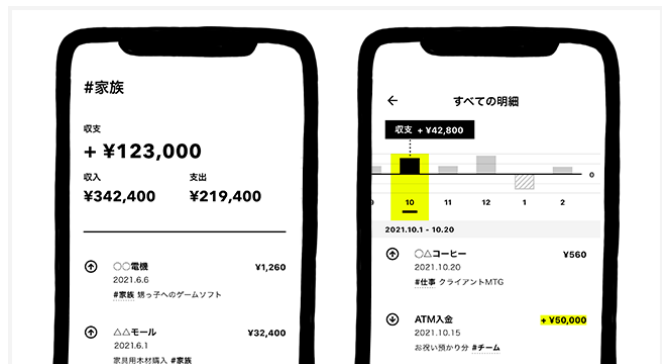 #家族
収支
+ ¥123,000
収入 支出
¥342,400 ¥219,400
○○電機 ¥1,260
2021.6.6
#家族 甥っ子へのゲームソフト
△△モール ¥32,400
2021.6.1
家具用木材購入 #家族
← すべての明細
収支 + ¥42,800
0
9 10 11 12 1 2
2021.10.1 - 10.20
○△コーヒー ¥560
2021.10.20
#仕事 クライアントMTG
ATM入金 + ¥50,000
2021.10.15
お祝い預かり分 #チーム